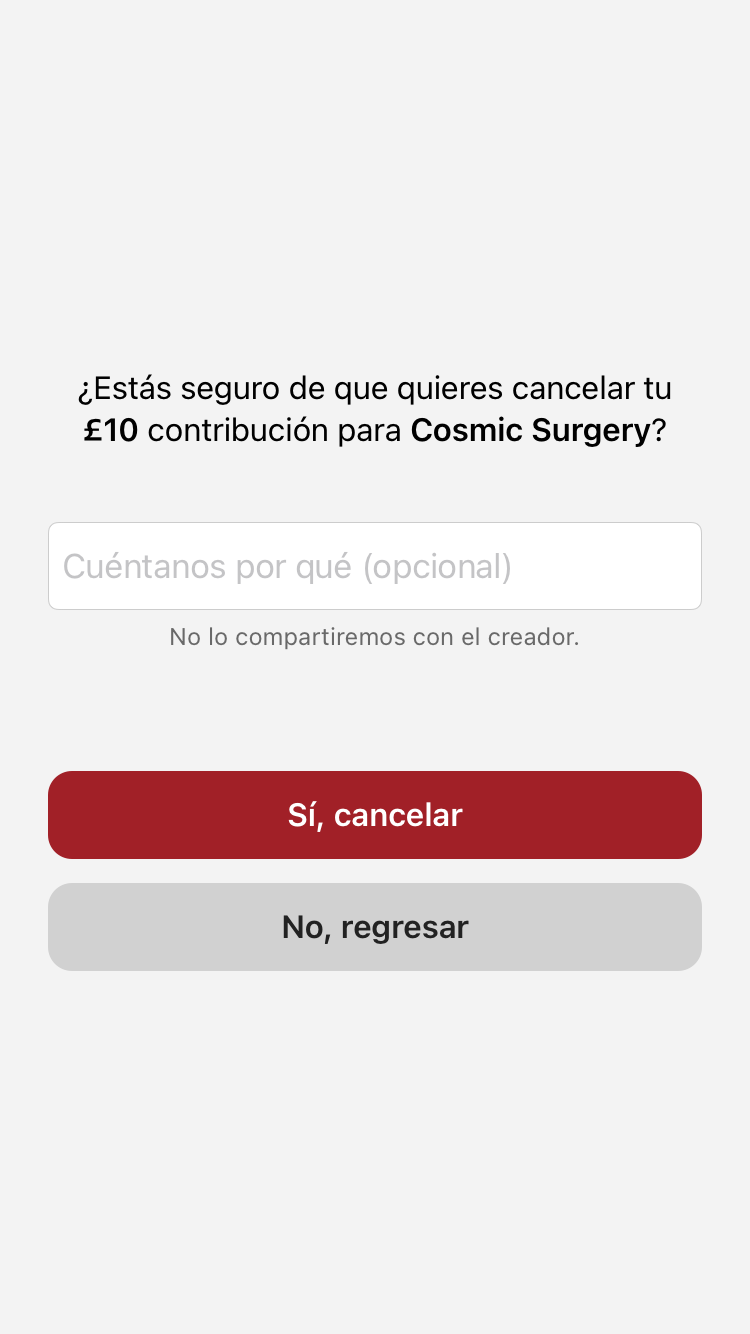 ¿Estás seguro de que quieres cancelar tu
£10 contribución para Cosmic Surgery?
Cuéntanos por qué (opcional)
No lo compartiremos con el creador.
Sí, cancelar
No, regresar